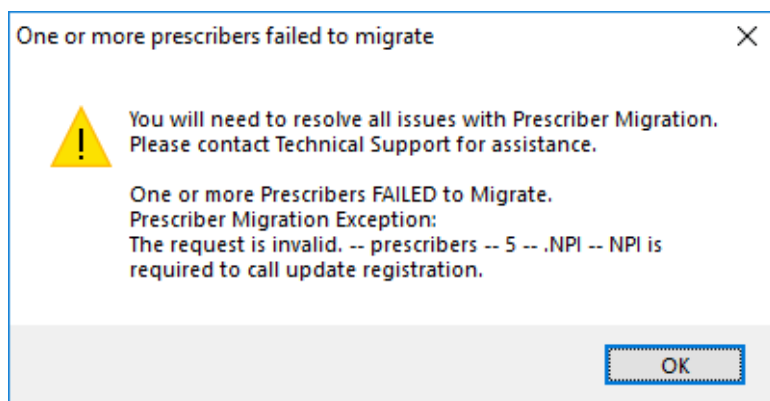 One or more prescribers failed to migrate
You will need to resolve all issues with Prescriber Migration.
Please contact Technical Support for assistance.
One or more Prescribers FAILED to Migrate.
Prescriber Migration Exception:
The request is invalid. -- prescribers -- 5 -- .NPI -- NPI is
required to call update registration.
OK